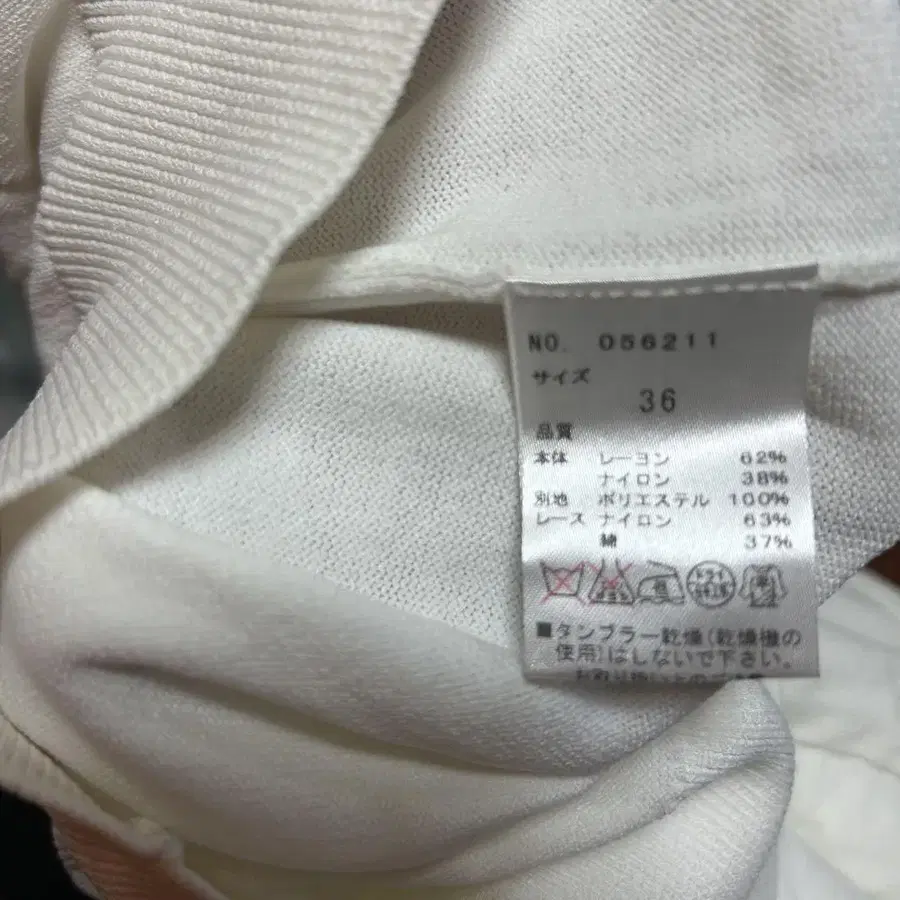 NO. 056211
サイズ
36
品質
本体 レーヨン 62%
ナイロン 38%
別地 ポリエステル 100%
レース ナイロン 63%
綿 37%
■タンブラー乾燥(乾燥機の
使用)はしないで下さい。